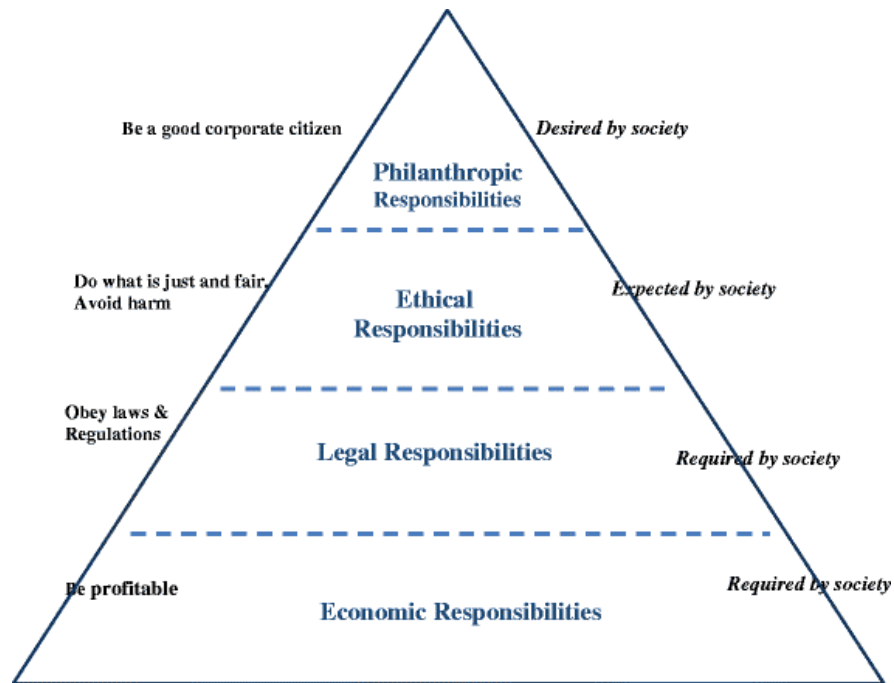 Be a good corporate citizen
Desired by society
Philanthropic
Responsibilities
Do what is just and fair,
Avoid harm
Expected by society
Ethical
Responsibilities
Obey laws &
Regulations
Legal Responsibilities
Required by society
Be profitable
Required by society
Economic Responsibilities